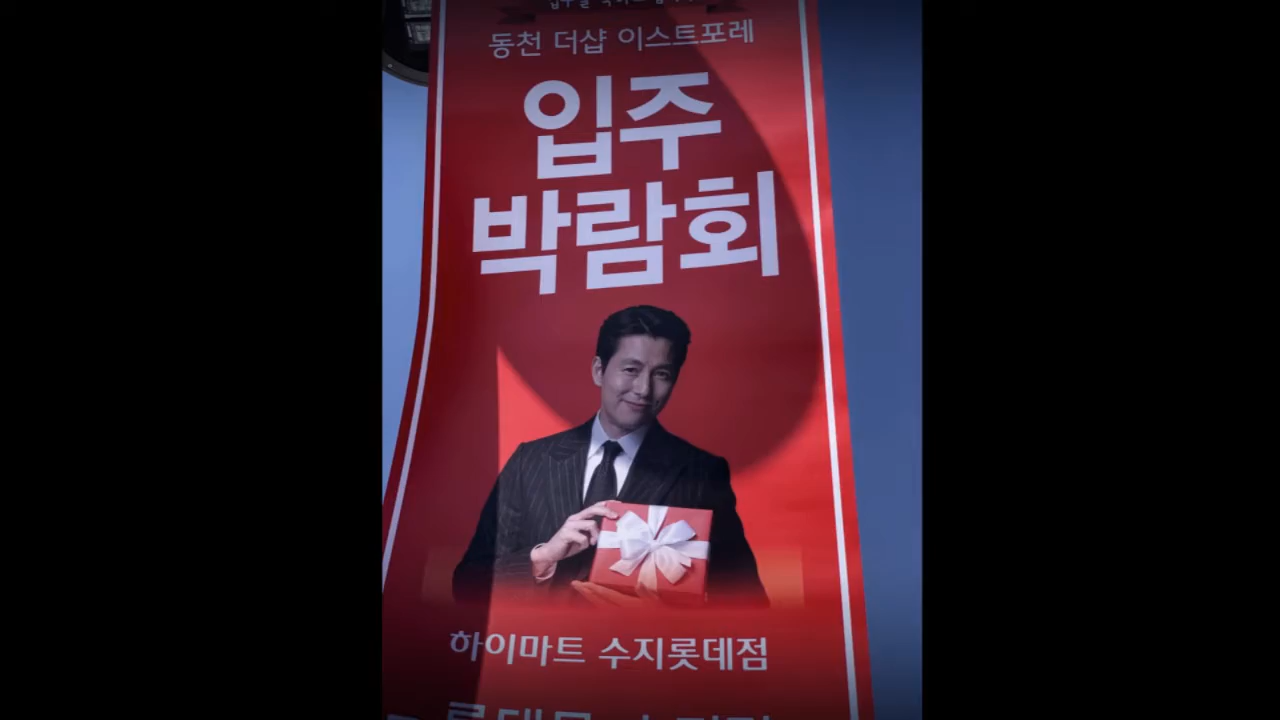 동천 더샵 이스트포레
입주
박람회
하이마트 수지롯데점